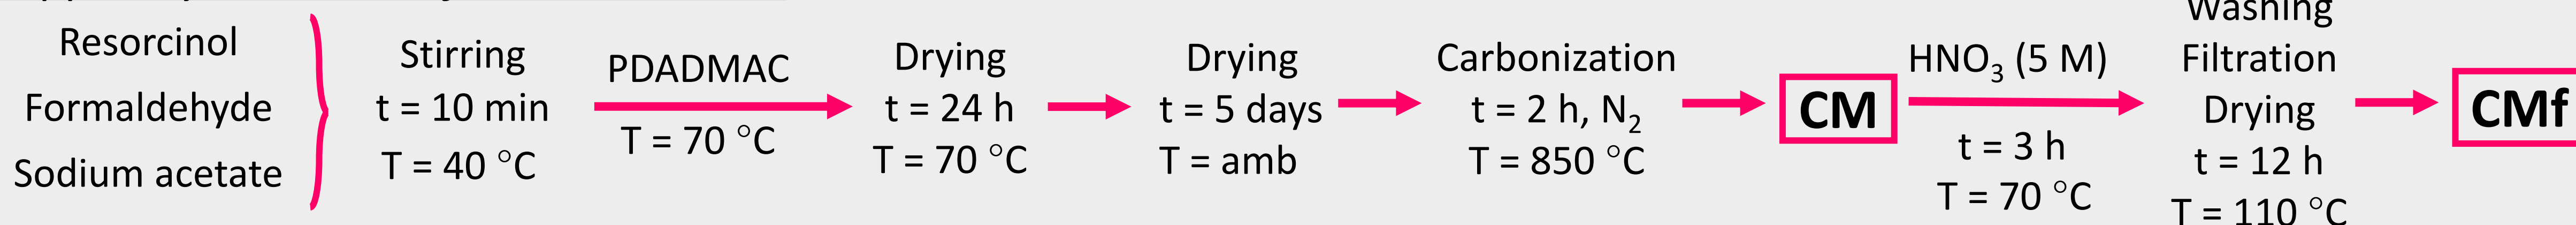 Resorcinol
Formaldehyde
Sodium acetate
Stirring
t = 10 min
T = 40 °C
PDADMAC
T = 70 °C
Drying
t = 24 h
T = 70 °C
Drying
t = 5 days
T = amb
Carbonization
t = 2 h, N₂
T = 850 °C
CM
HNO₃ (5 M)
t = 3 h
T = 70 °C
Washing
Filtration
Drying
t = 12 h
T = 110 °C
CMf